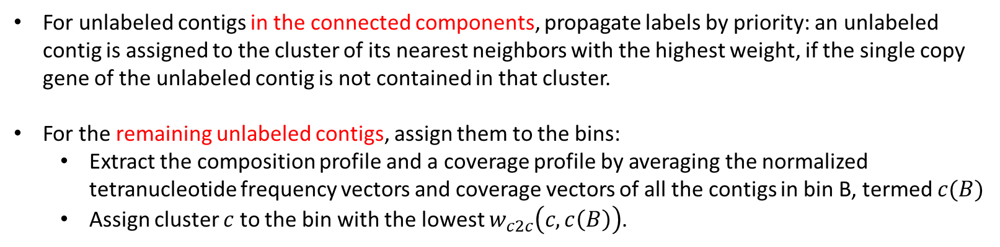 • For unlabeled contigs in the connected components, propagate labels by priority: an unlabeled
contig is assigned to the cluster of its nearest neighbors with the highest weight, if the single copy
gene of the unlabeled contig is not contained in that cluster.
• For the remaining unlabeled contigs, assign them to the bins:
• Extract the composition profile and a coverage profile by averaging the normalized
tetranucleotide frequency vectors and coverage vectors of all the contigs in bin B, termed c(B)
• Assign cluster c to the bin with the lowest w_{c2c}(c, c(B)).